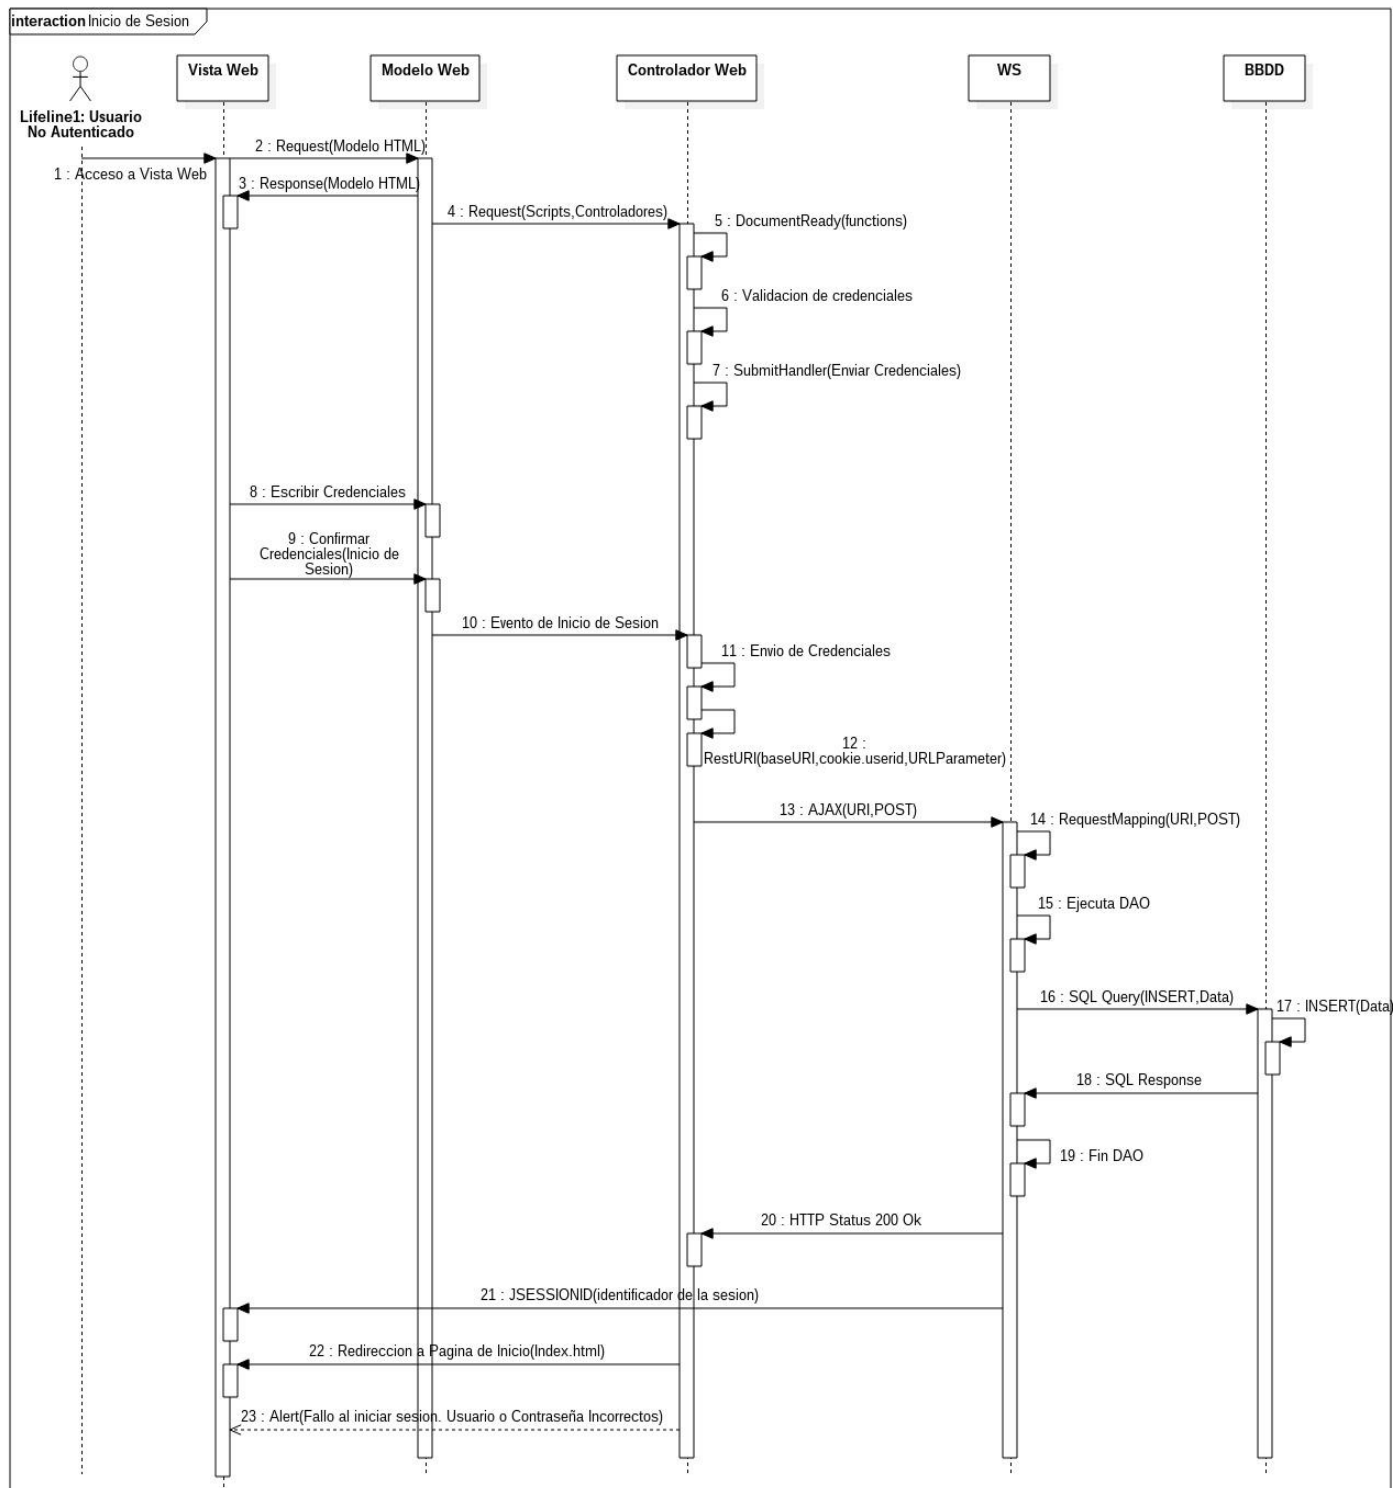 interaction Inicio de Sesion
Vista Web
Modelo Web
Controlador Web
WS
BBDD
Lifeline1: Usuario
No Autenticado
1 : Acceso a Vista Web
2 : Request(Modelo HTML)
3 : Response(Modelo HTML)
4 : Request(Scripts,Controladores)
5 : DocumentReady(functions)
6 : Validacion de credenciales
7 : SubmitHandler(Enviar Credenciales)
8 : Escribir Credenciales
9 : Confirmar
Credenciales(Inicio de
Sesion)
10 : Evento de Inicio de Sesion
11 : Envio de Credenciales
12 :
RestURI(baseURI,cookie.userid,URLParameter)
13 : AJAX(URI,POST)
14 : RequestMapping(URI,POST)
15 : Ejecuta DAO
16 : SQL Query(INSERT,Data)
17 : INSERT(Data)
18 : SQL Response
19 : Fin DAO
20 : HTTP Status 200 Ok
21 : JSESSIONID(identificador de la sesion)
22 : Redireccion a Pagina de Inicio(Index.html)
23 : Alert(Fallo al iniciar sesion. Usuario o Contraseña Incorrectos)